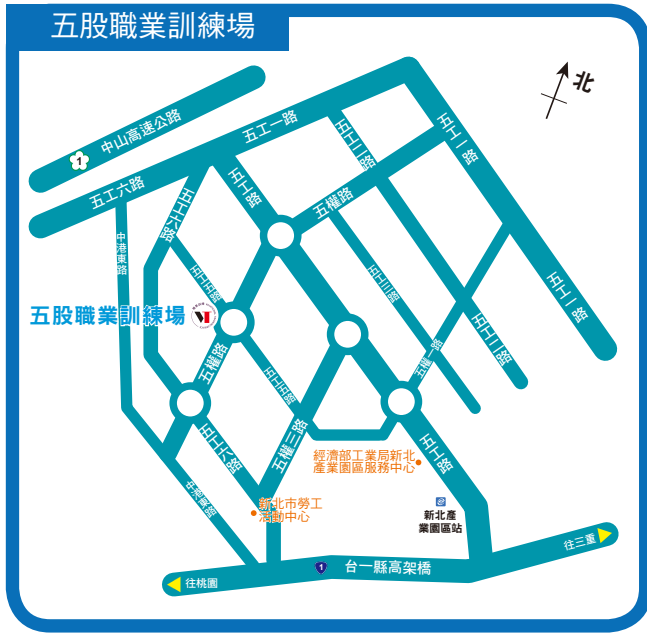 五股職業訓練場
北
中山高速公路
1
五工一路
五工二路
五工一路
五工六路
五工六路
五工路
五權路
中港東路
五工五路
五工三路
五工一路
五股職業訓練場
五工二路
五權一路
五權路
五工五路
五工六路
五權三路
五工路
經濟部工業局新北
產業園區服務中心
中港東路
新北市勞工
活動中心
新北產
業園區站
往三重
1
台一縣高架橋
往桃園